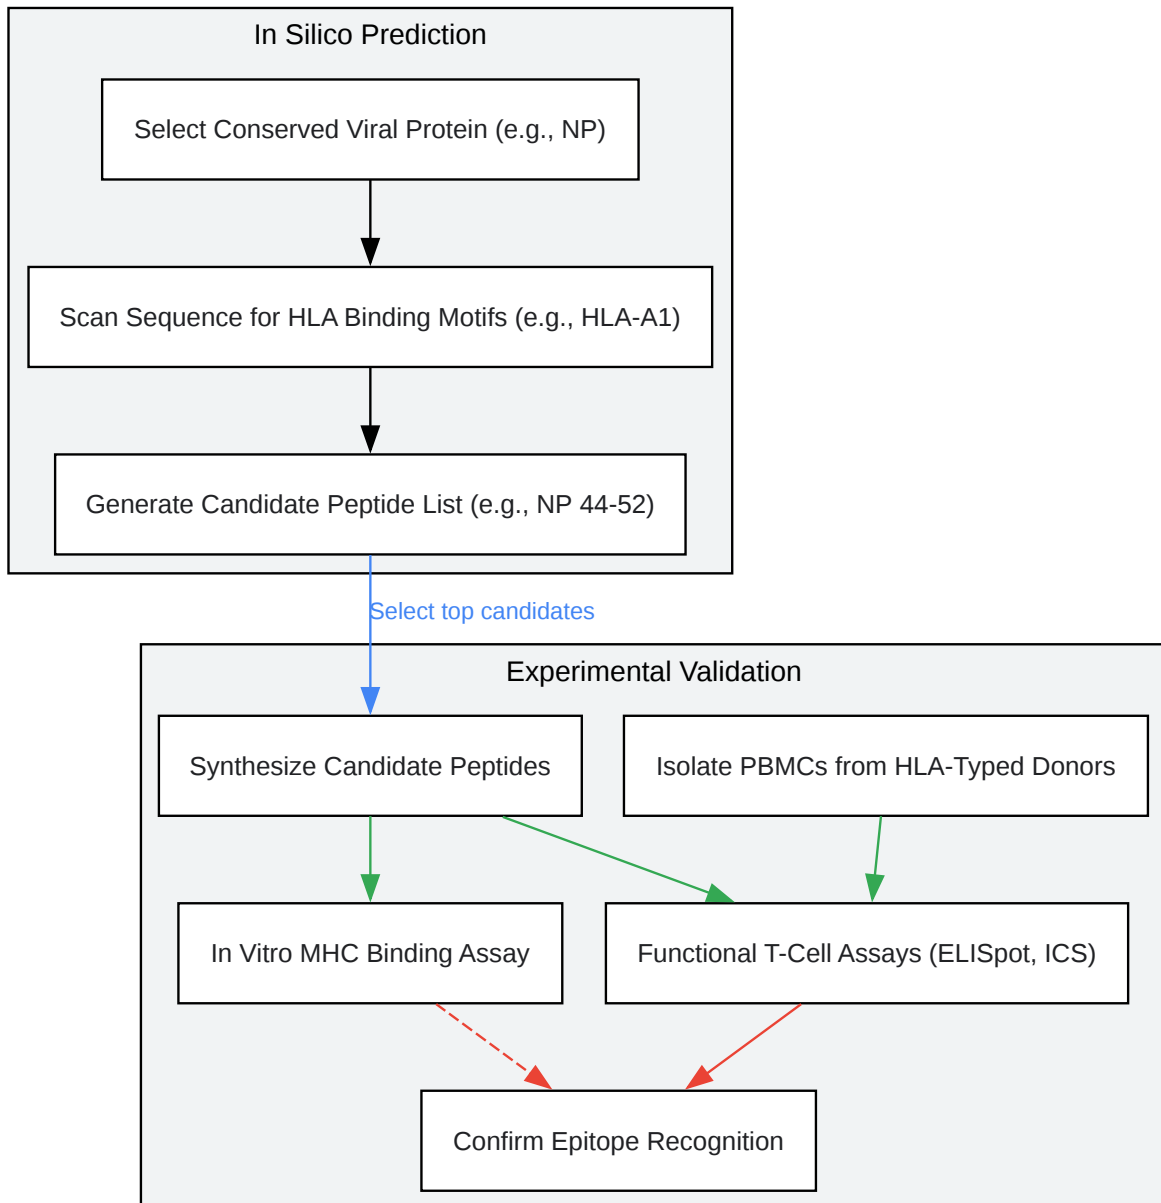 In Silico Prediction
Select Conserved Viral Protein (e.g., NP)
Scan Sequence for HLA Binding Motifs (e.g., HLA-A1)
Generate Candidate Peptide List (e.g., NP 44-52)
Select top candidates
Experimental Validation
Synthesize Candidate Peptides
Isolate PBMCs from HLA-Typed Donors
In Vitro MHC Binding Assay
Functional T-Cell Assays (ELISpot, ICS)
Confirm Epitope Recognition